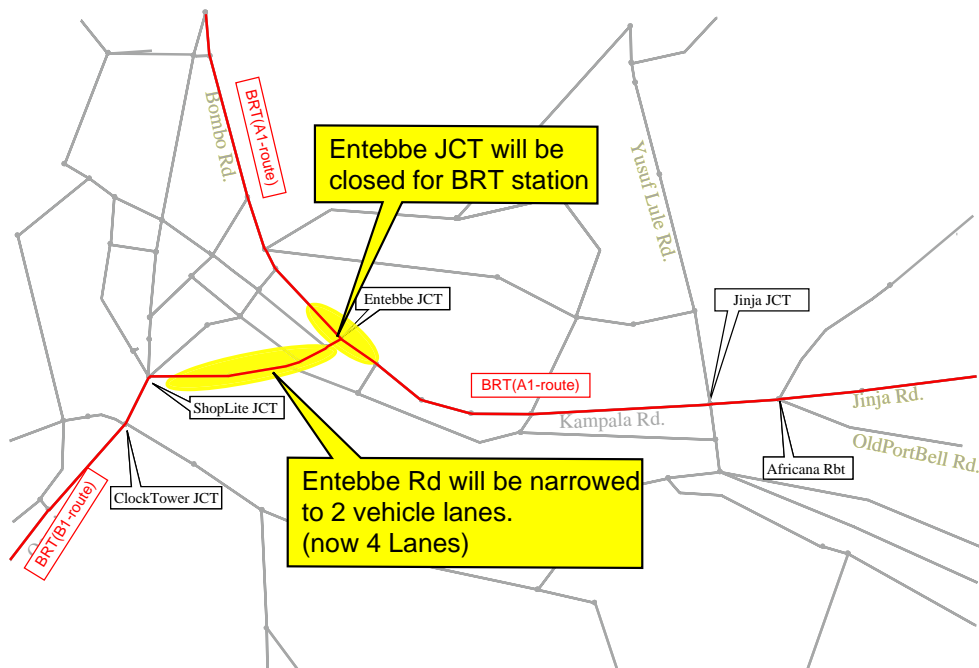 BRT(A1-route)
Bombo Rd.
Entebbe JCT will be
closed for BRT station
Yusuf Lule Rd.
Entebbe JCT
Jinja JCT
BRT(A1-route)
ShopLite JCT
Kampala Rd.
Jinja Rd.
OldPortBell Rd.
Africana Rbt
ClockTower JCT
BRT(B1-route)
Entebbe Rd will be narrowed
to 2 vehicle lanes.
(now 4 Lanes)